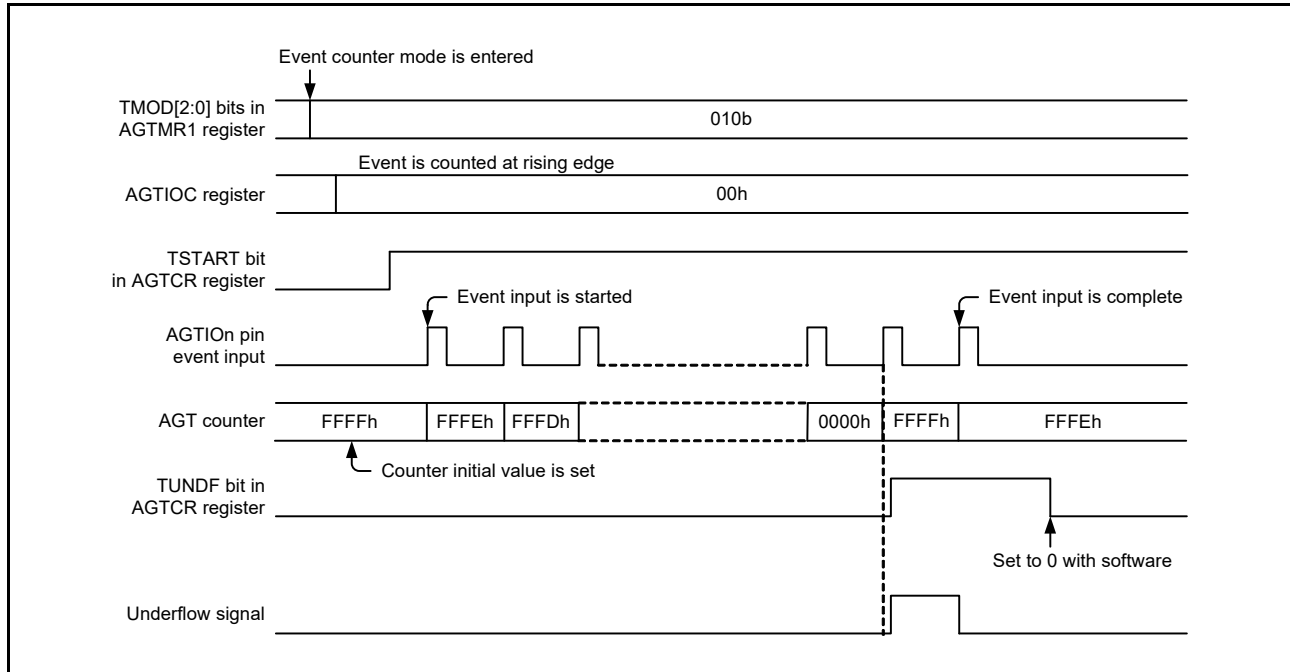 Event counter mode is entered
TMOD[2:0] bits in
AGTMR1 register
010b
Event is counted at rising edge
AGTIOC register
00h
TSTART bit
in AGTCR register
Event input is started
Event input is complete
AGTIOn pin
event input
AGT counter
FFFFh
FFFEh
FFFDh
0000h
FFFFh
FFFEh
Counter initial value is set
TUNDF bit in
AGTCR register
Set to 0 with software
Underflow signal